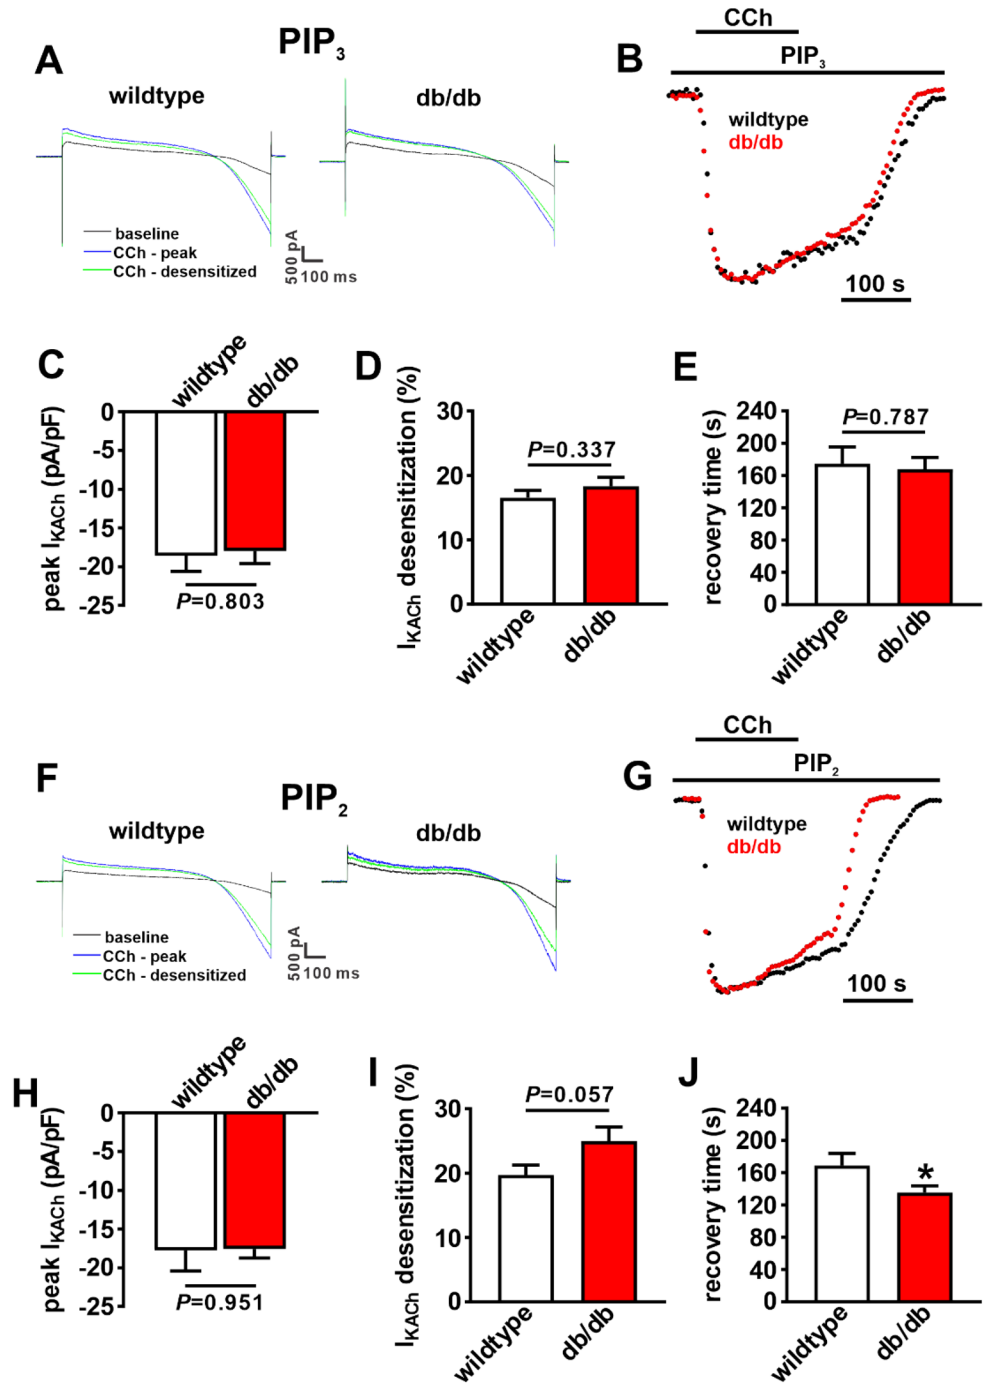 A
PIP3
wildtype
db/db
baseline
CCh - peak
CCh - desensitized
500 pA
100 ms
B
CCh
PIP3
wildtype
db/db
100 s
C
wildtype
db/db
peak IKACh (pA/pF)
0
-5
-10
-15
-20
-25
P=0.803
D
IKACh desensitization (%)
30
20
10
0
P=0.337
wildtype
db/db
E
recovery time (s)
240
200
160
120
80
40
0
P=0.787
wildtype
db/db
F
PIP2
wildtype
db/db
baseline
CCh - peak
CCh - desensitized
500 pA
100 ms
G
CCh
PIP2
wildtype
db/db
100 s
H
wildtype
db/db
peak IKACh (pA/pF)
0
-5
-10
-15
-20
-25
P=0.951
I
IKACh desensitization (%)
30
20
10
0
P=0.057
wildtype
db/db
J
recovery time (s)
240
200
160
120
80
40
0
*
wildtype
db/db